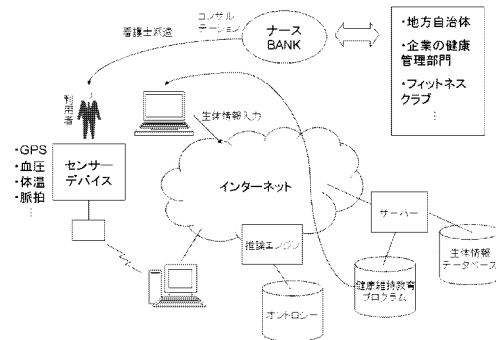 コンサル
テーション
看護士派遣
ナース
BANK
・地方自治体
・企業の健康
管理部門
・フィットネス
クラブ
⋮
利用者
生体情報入力
・GPS
・血圧
・体温
・脈拍
⋮
センサー
デバイス
インターネット
サーバー
推論エンジン
生体情報
データベース
健康維持教育
プログラム
オントロジー